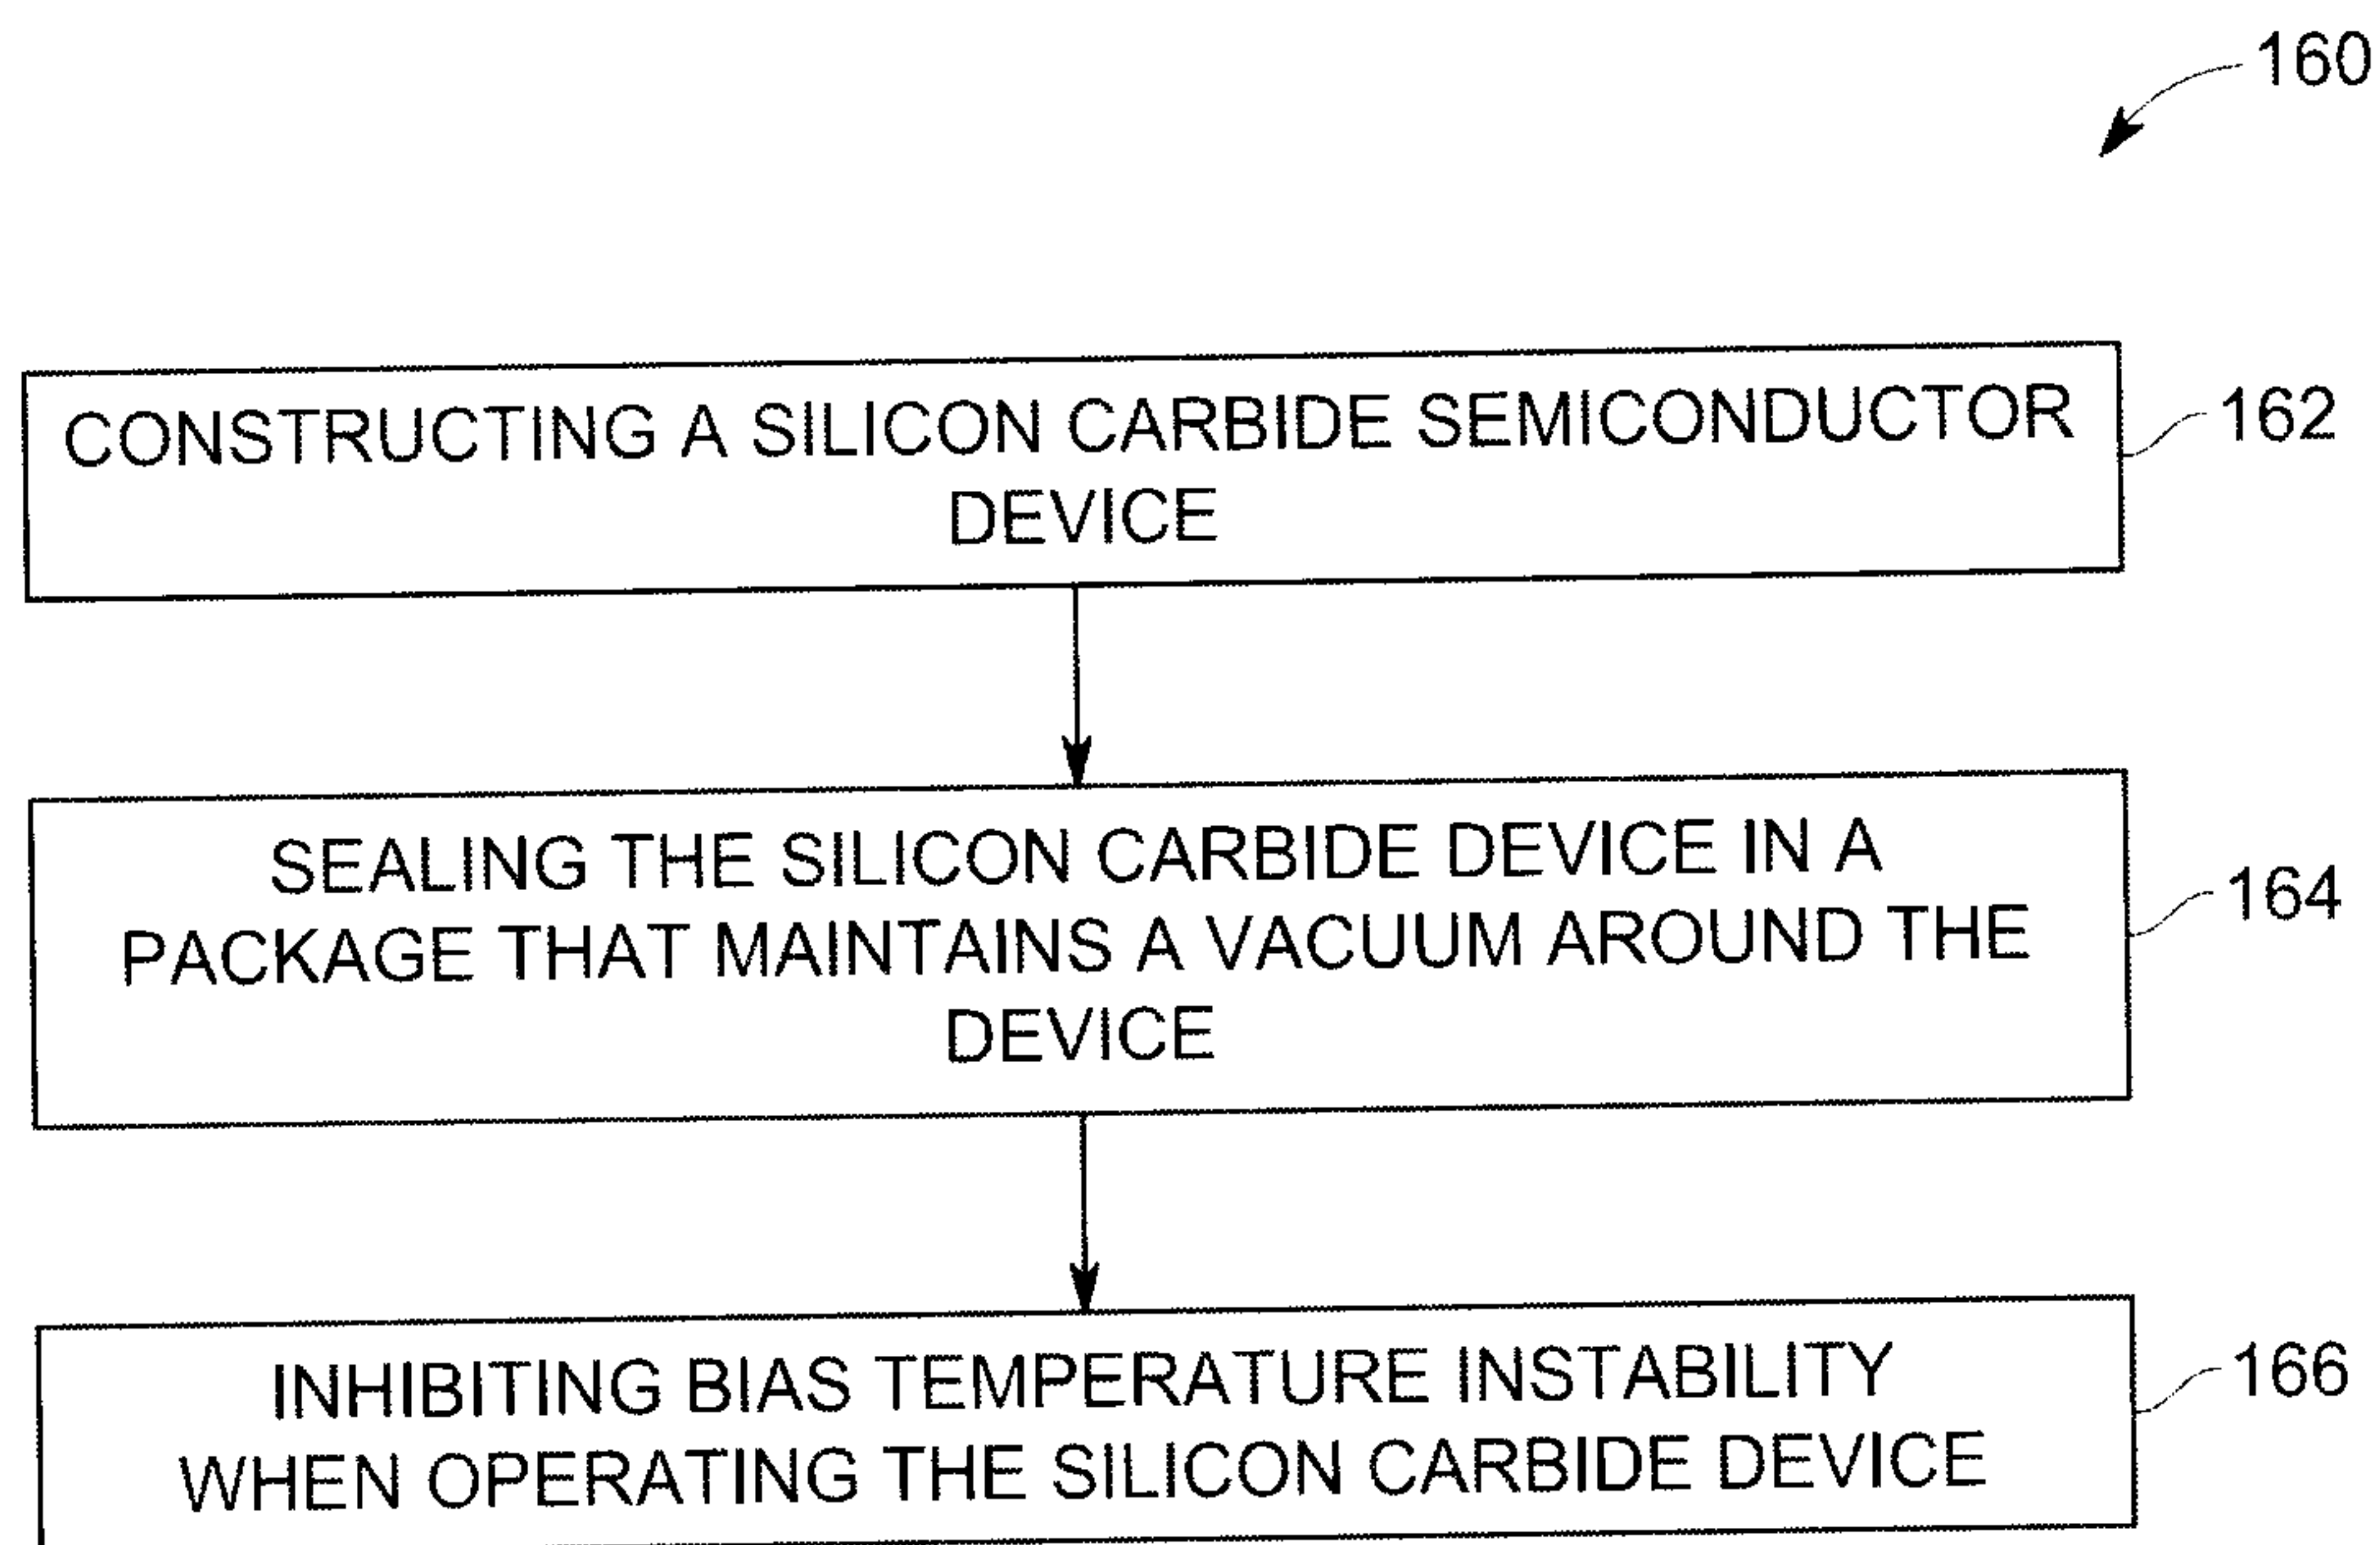 160
CONSTRUCTING A SILICON CARBIDE SEMICONDUCTOR
DEVICE
162
SEALING THE SILICON CARBIDE DEVICE IN A
PACKAGE THAT MAINTAINS A VACUUM AROUND THE
DEVICE
164
INHIBITING BIAS TEMPERATURE INSTABILITY
WHEN OPERATING THE SILICON CARBIDE DEVICE
166